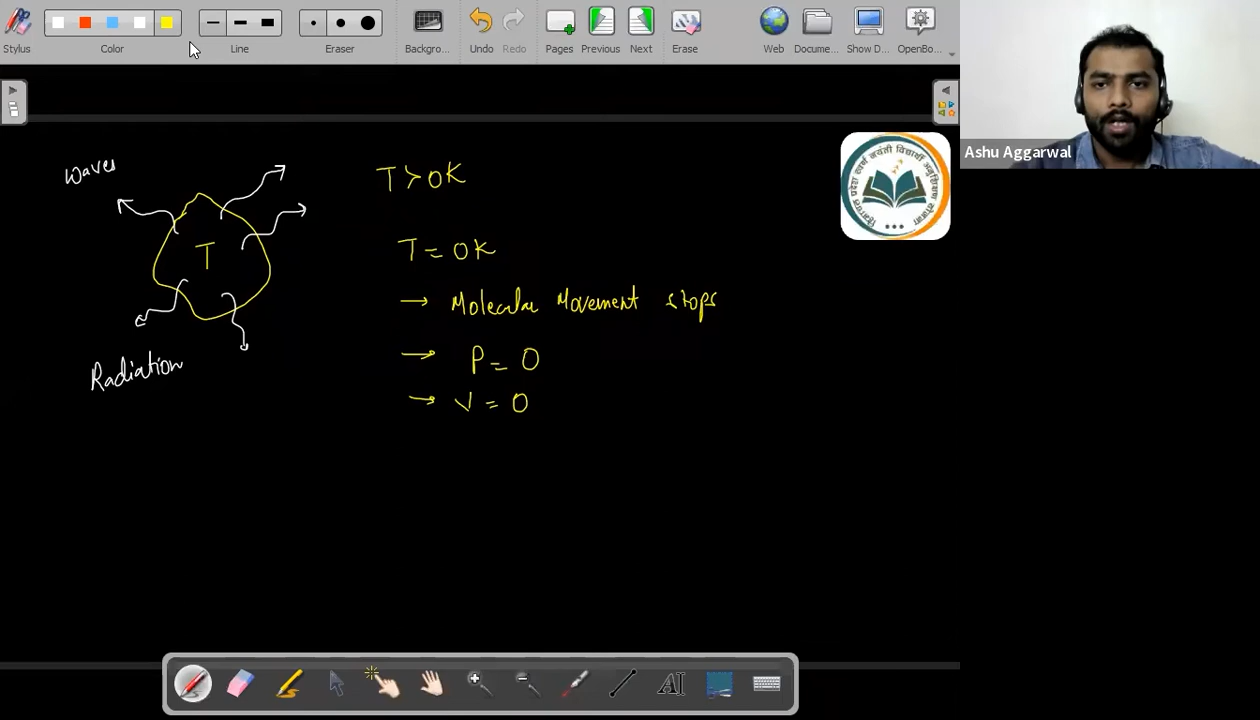 Stylus
Color
Line
Eraser
Backgro...
Undo
Redo
Pages
Previous
Next
Erase
Web
Docume...
Show D...
OpenBo...
Ashu Aggarwal
Waves
T > 0K
T
T = 0K
→ Molecular Movement stops
→ P = 0
→ V = 0
Radiation